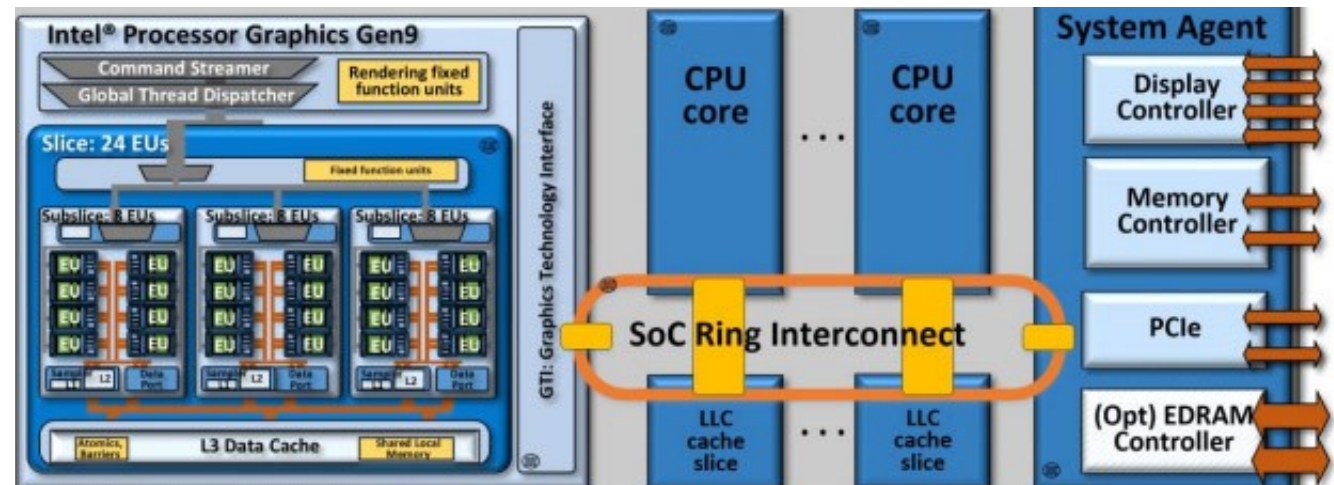 Intel® Processor Graphics Gen9
Command Streamer
Global Thread Dispatcher
Rendering fixed
function units
Slice: 24 EUs
Fixed function units
Subslice: 8 EUs
Subslice: 8 EUs
Subslice: 8 EUs
EU EU
EU EU
EU EU
EU EU
Sampler
L2
Data
Port
EU EU
EU EU
EU EU
EU EU
Sampler
L2
Data
Port
EU EU
EU EU
EU EU
EU EU
Sampler
L2
Data
Port
Atomics,
Barriers
L3 Data Cache
Shared Local
Memory
GTI: Graphics Technology Interface
CPU
core
...
CPU
core
SoC Ring Interconnect
LLC
cache
slice
...
LLC
cache
slice
System Agent
Display
Controller
Memory
Controller
PCIe
(Opt) EDRAM
Controller